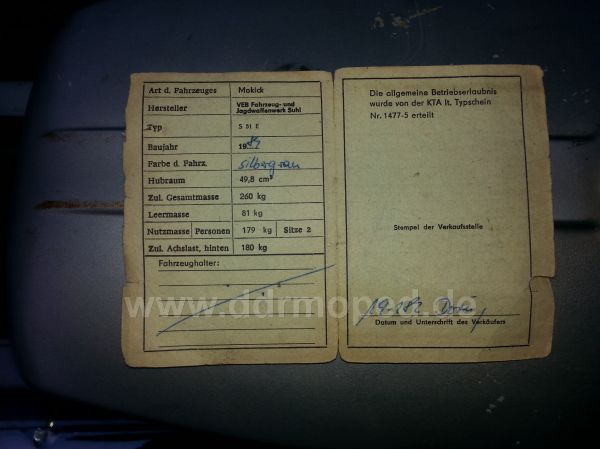 Art d. Fahrzeuges Mokick
Hersteller VEB Fahrzeug- und Jagdwaffenwerk Suhl
Typ S 51 E
Baujahr 1982
Farbe d. Fahrz. silbergrau
Hubraum 49,8 cm³
Zul. Gesamtmasse 260 kg
Leermasse 81 kg
Nutzmasse Personen 179 kg Sitze 2
Zul. Achslast, hinten 180 kg
Fahrzeughalter:
Die allgemeine Betriebserlaubnis
wurde von der KTA lt. Typschein
Nr. 1477-5 erteilt
Stempel der Verkaufsstelle
Datum und Unterschrift des Verkäufers
www.ddrmoped.de